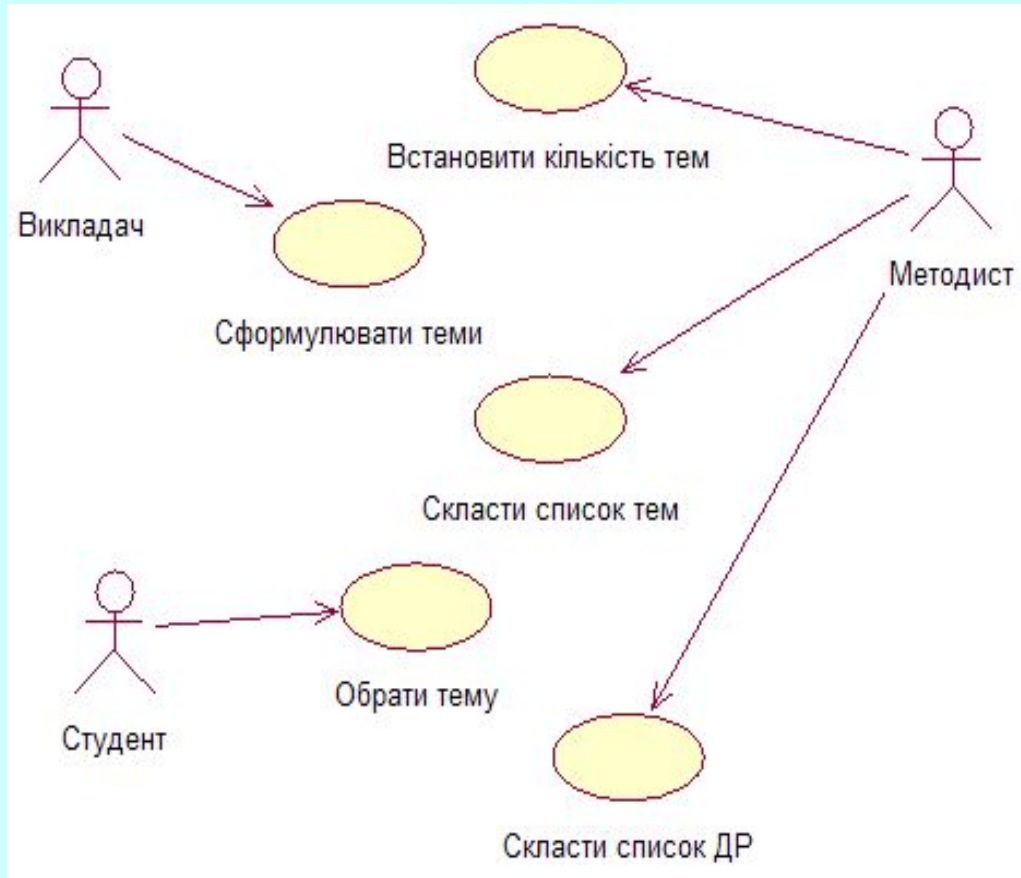 Встановити кількість тем
Викладач
Методист
Сформулювати теми
Скласти список тем
Обрати тему
Студент
Скласти список ДР